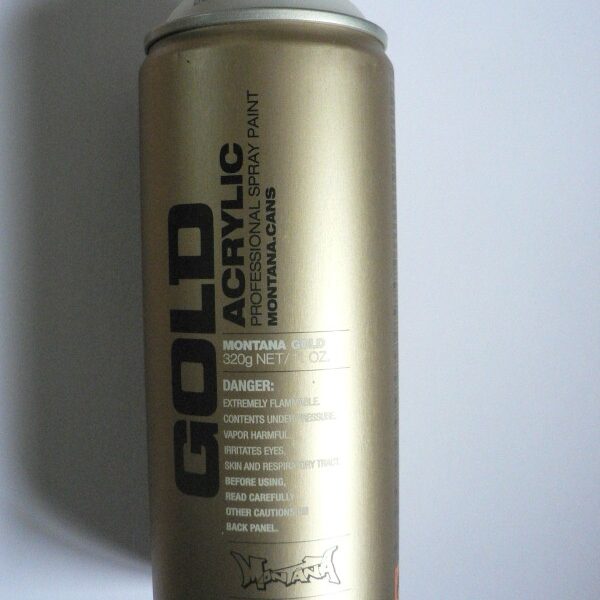 GOLD
ACRYLIC
PROFESSIONAL SPRAY PAINT
MONTANA.CANS
MONTANA GOLD
320g NET/ OZ.
DANGER:
EXTREMELY FLAMMABLE.
CONTENTS UNDER PRESSURE.
VAPOR HARMFUL.
IRRITATES EYES,
SKIN AND RESPIRATORY TRACT.
BEFORE USING,
READ CAREFULLY
OTHER CAUTIONS
BACK PANEL.
MONTANA